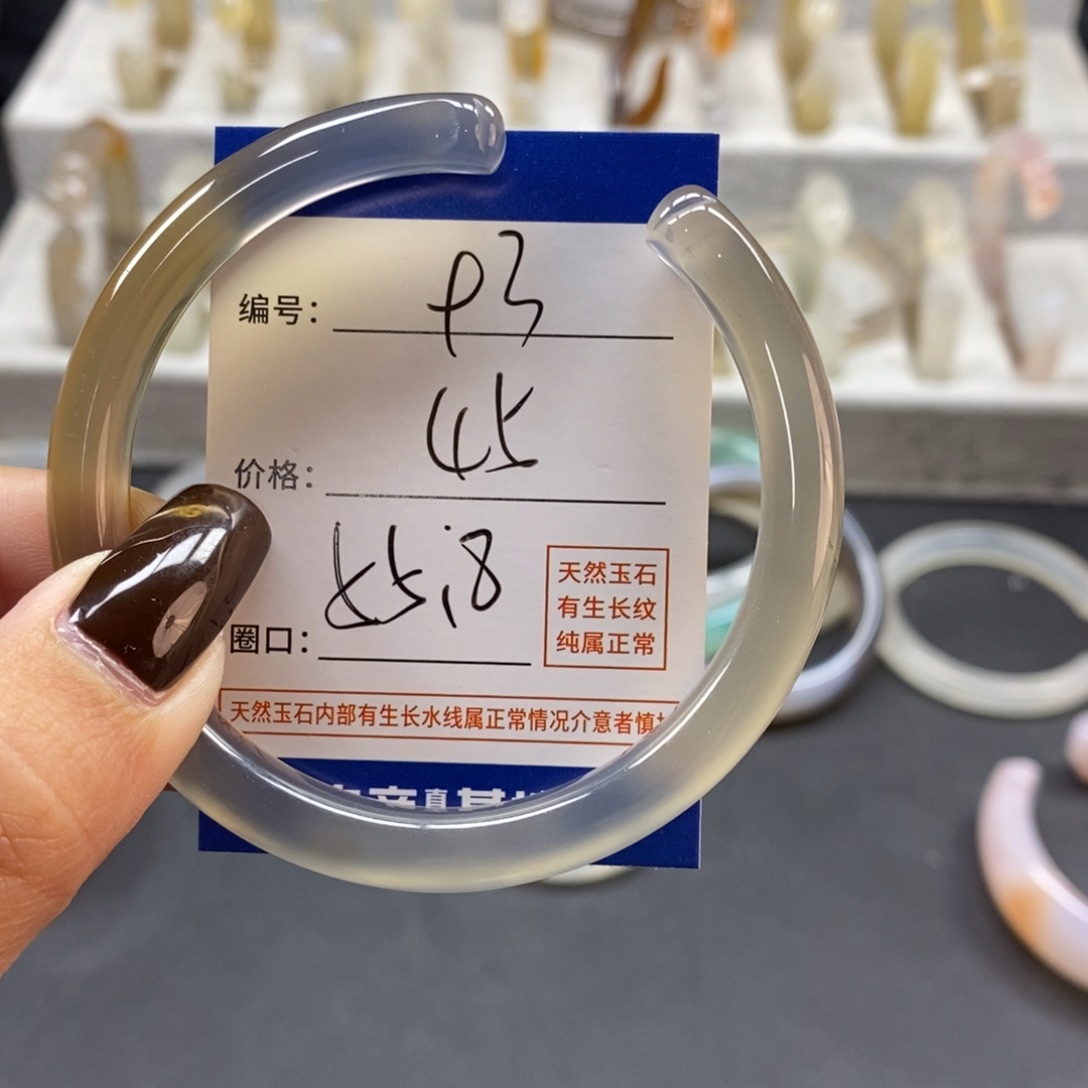 编号：93
价格：45
圈口：55.8
天然玉石
有生长纹
纯属正常
天然玉石内部有生长水线属正常情况介意者慎